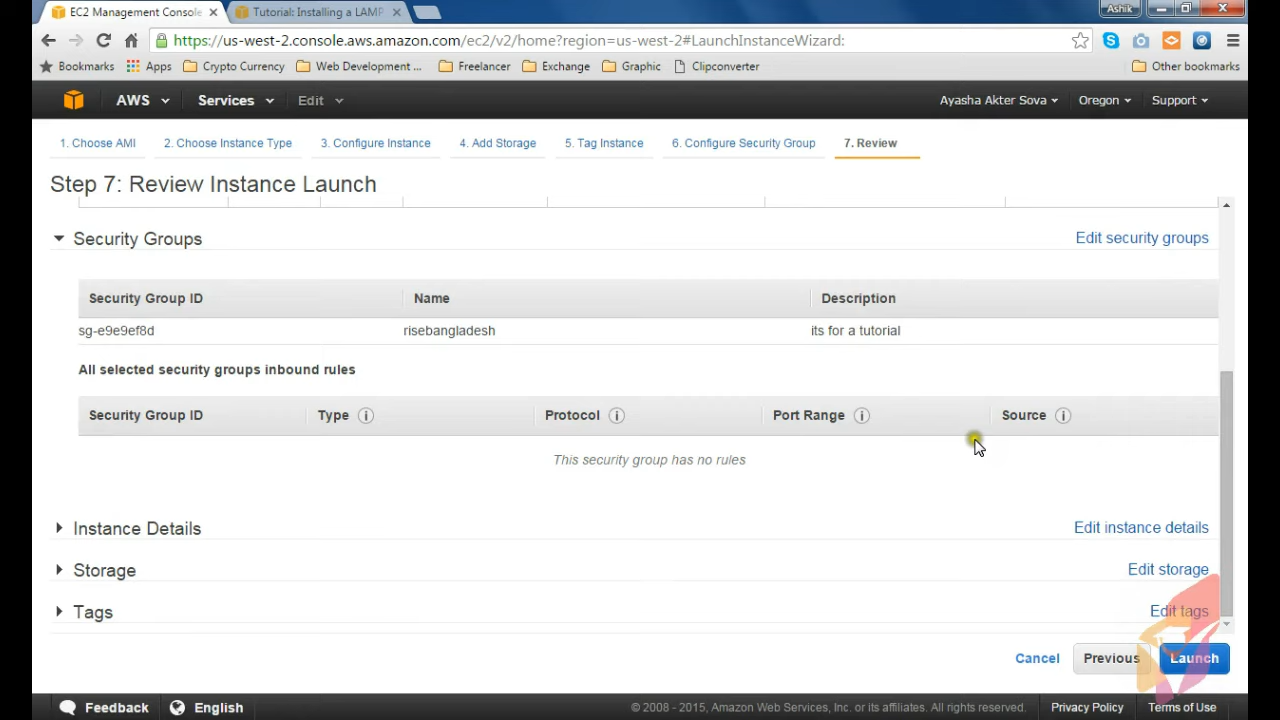 EC2 Management Console
Tutorial: Installing a LAMP
Ashik
https://us-west-2.console.aws.amazon.com/ec2/v2/home?region=us-west-2#LaunchInstanceWizard:
Bookmarks Apps Crypto Currency Web Development ... Freelancer Exchange Graphic Clipconverter Other bookmarks
AWS Services Edit Ayasha Akter Sova Oregon Support
1. Choose AMI 2. Choose Instance Type 3. Configure Instance 4. Add Storage 5. Tag Instance 6. Configure Security Group 7. Review
Step 7: Review Instance Launch
Security Groups Edit security groups
Security Group ID Name Description
sg-e9e9ef8d risebangladesh its for a tutorial
All selected security groups inbound rules
Security Group ID Type Protocol Port Range Source
This security group has no rules
Instance Details Edit instance details
Storage Edit storage
Tags Edit tags
Cancel Previous Launch
Feedback English © 2008 - 2015, Amazon Web Services, Inc. or its affiliates. All rights reserved. Privacy Policy Terms of Use